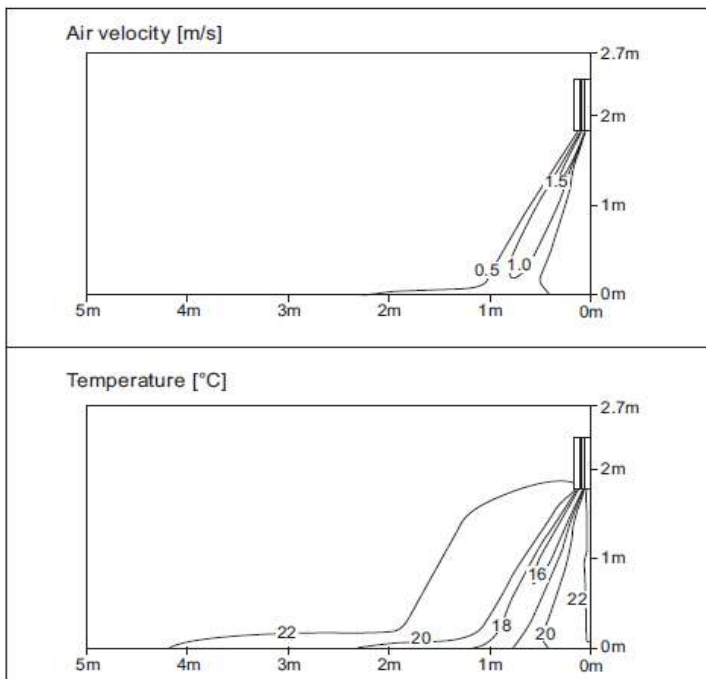 Air velocity [m/s]
2.7m
2m
1.5
1m
0.5 1.0
0m
5m 4m 3m 2m 1m 0m
Temperature [°C]
2.7m
2m
1m
16
22
18
22 20 20
0m
5m 4m 3m 2m 1m 0m